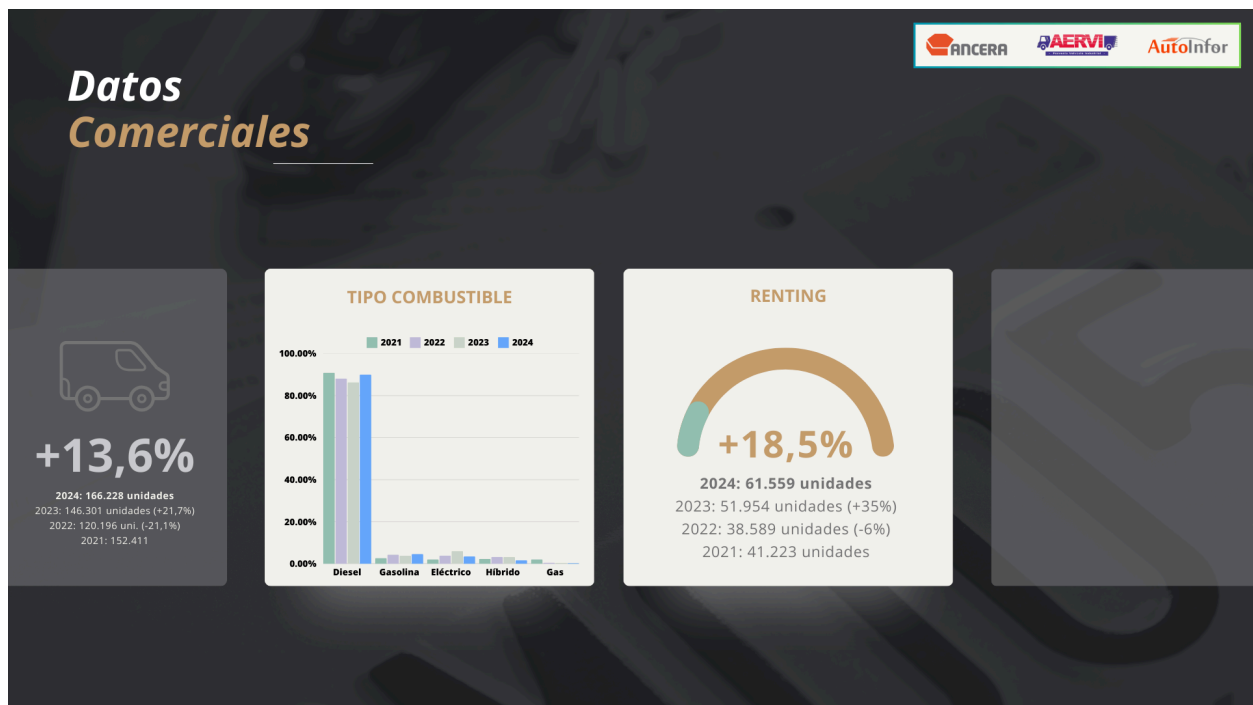 ANCERA
AERVI
AutoInfor
Datos
Comerciales
+13,6%
2024: 166.228 unidades
2023: 146.301 unidades (+21,7%)
2022: 120.196 uni. (-21,1%)
2021: 152.411
TIPO COMBUSTIBLE
2021 2022 2023 2024
100.00%
80.00%
60.00%
40.00%
20.00%
0.00%
Diesel Gasolina Eléctrico Híbrido Gas
RENTING
+18,5%
2024: 61.559 unidades
2023: 51.954 unidades (+35%)
2022: 38.589 unidades (-6%)
2021: 41.223 unidades